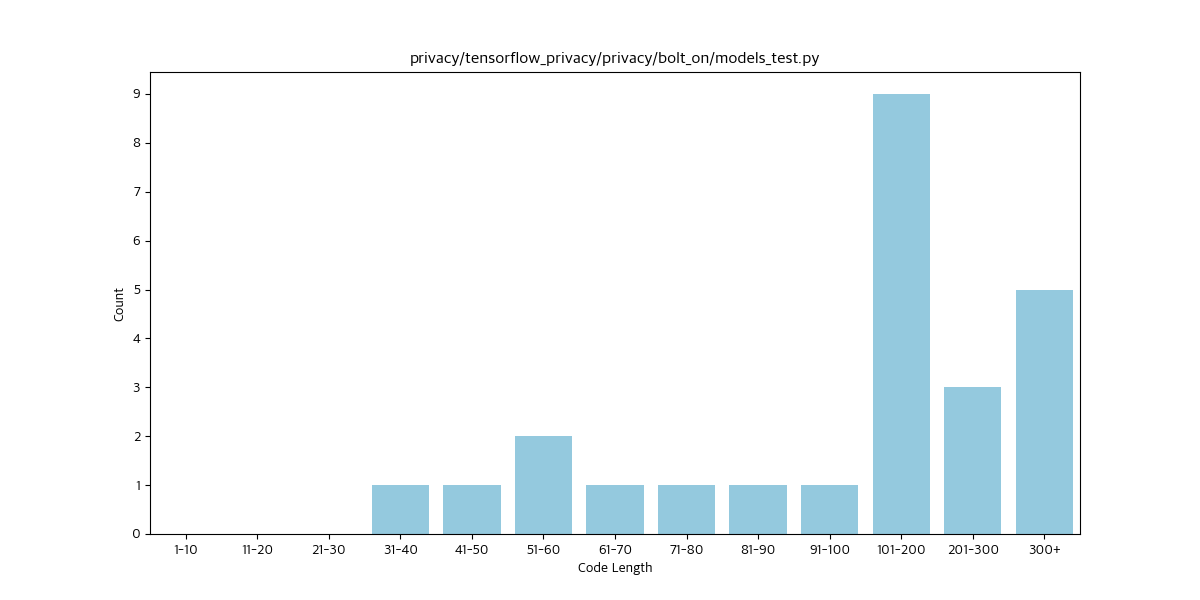 privacy/tensorflow_privacy/privacy/bolt_on/models_test.py
9
8
7
6
5
4
3
2
1
0
Count
1-10 11-20 21-30 31-40 41-50 51-60 61-70 71-80 81-90 91-100 101-200 201-300 300+
Code Length